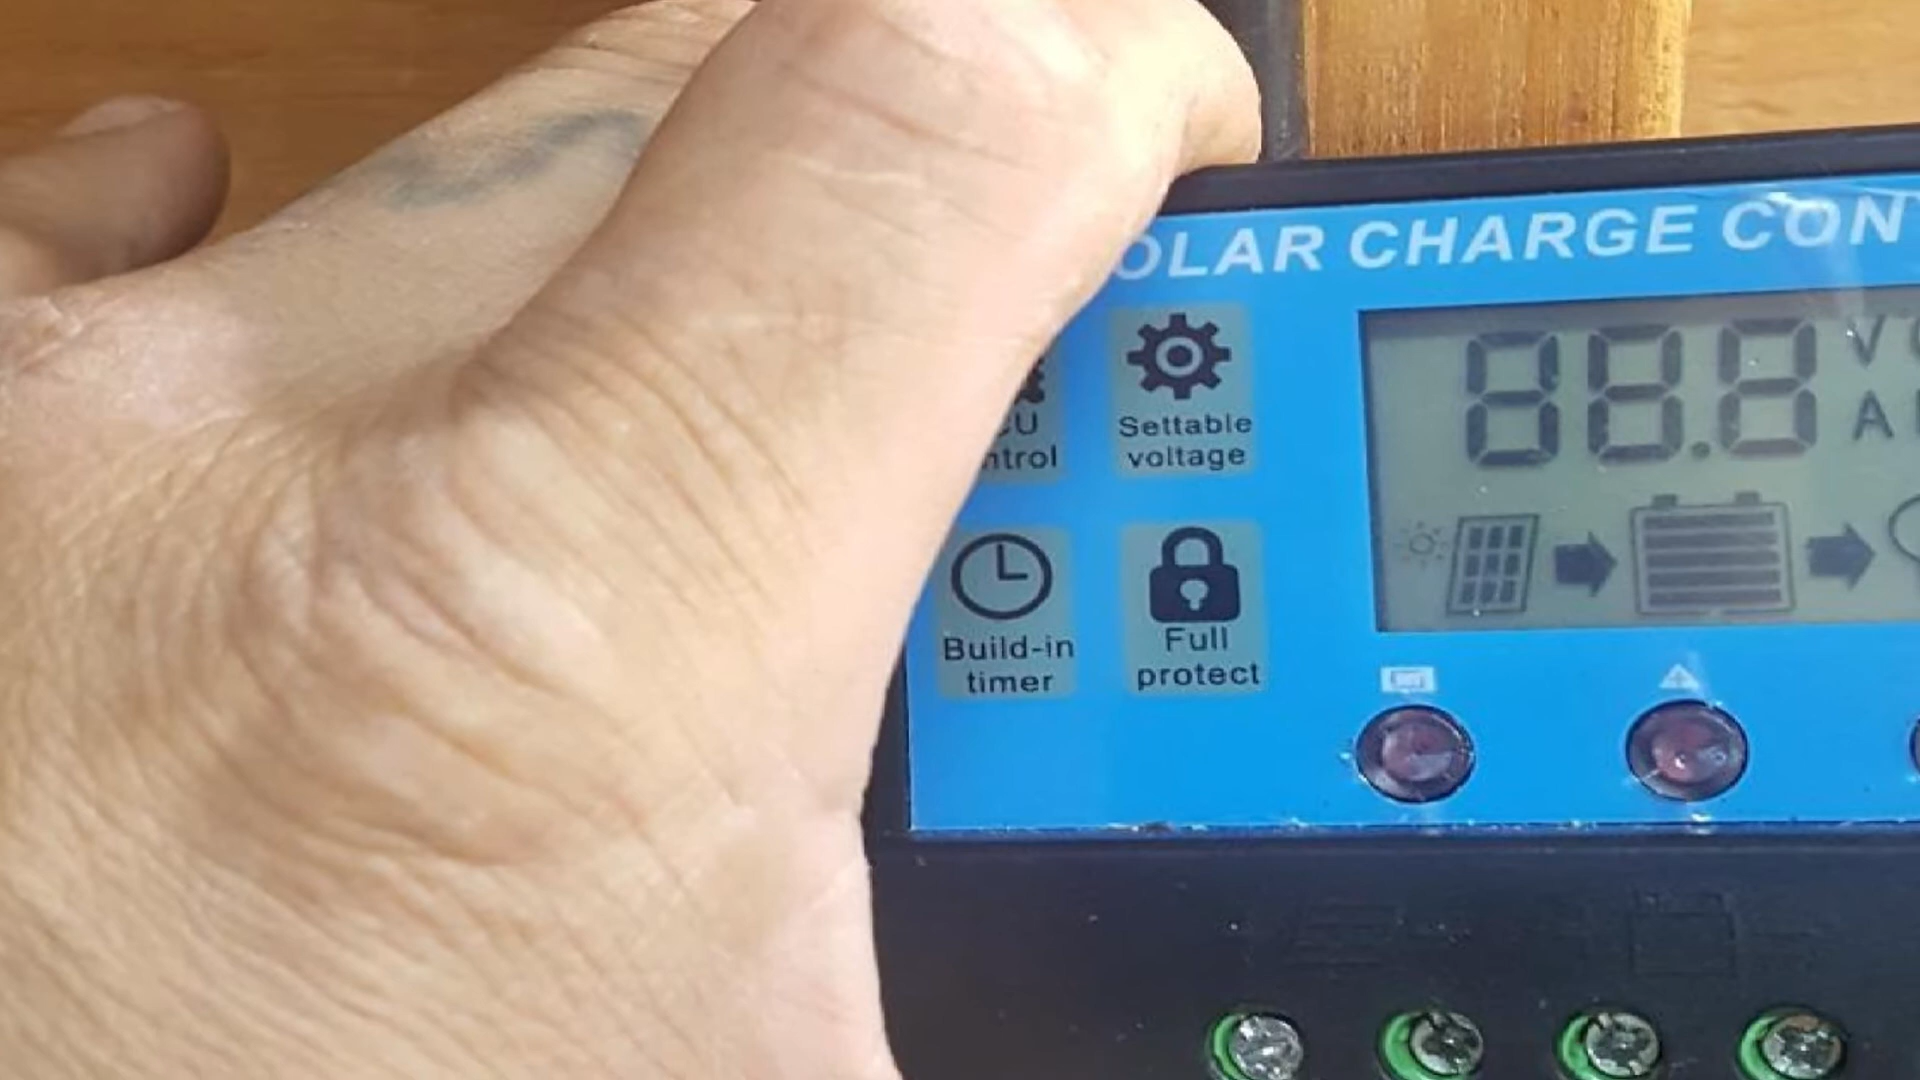 OLAR CHARGE CON
CU
ntrol
Settable
voltage
88.8
V
A
Build-in
timer
Full
protect